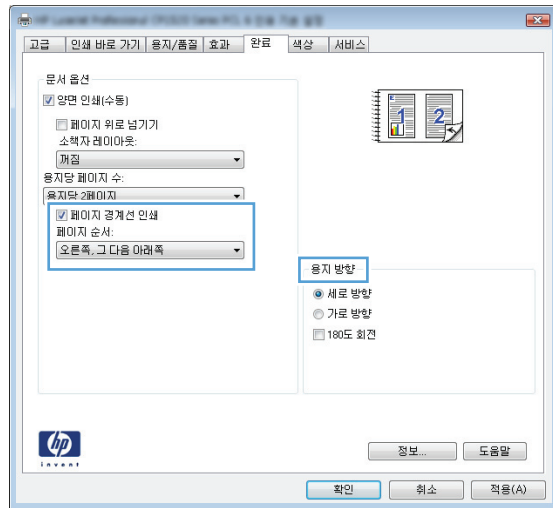 고급 인쇄 바로 가기 용지/품질 효과 완료 색상 서비스
문서 옵션
양면 인쇄(수동)
페이지 위로 넘기기
소책자 레이아웃:
꺼짐
용지당 페이지 수:
용지당 2페이지
페이지 경계선 인쇄
페이지 순서:
오른쪽, 그 다음 아래쪽
1 2
용지 방향
세로 방향
가로 방향
180도 회전
hp
invent
정보... 도움말
확인 취소 적용(A)